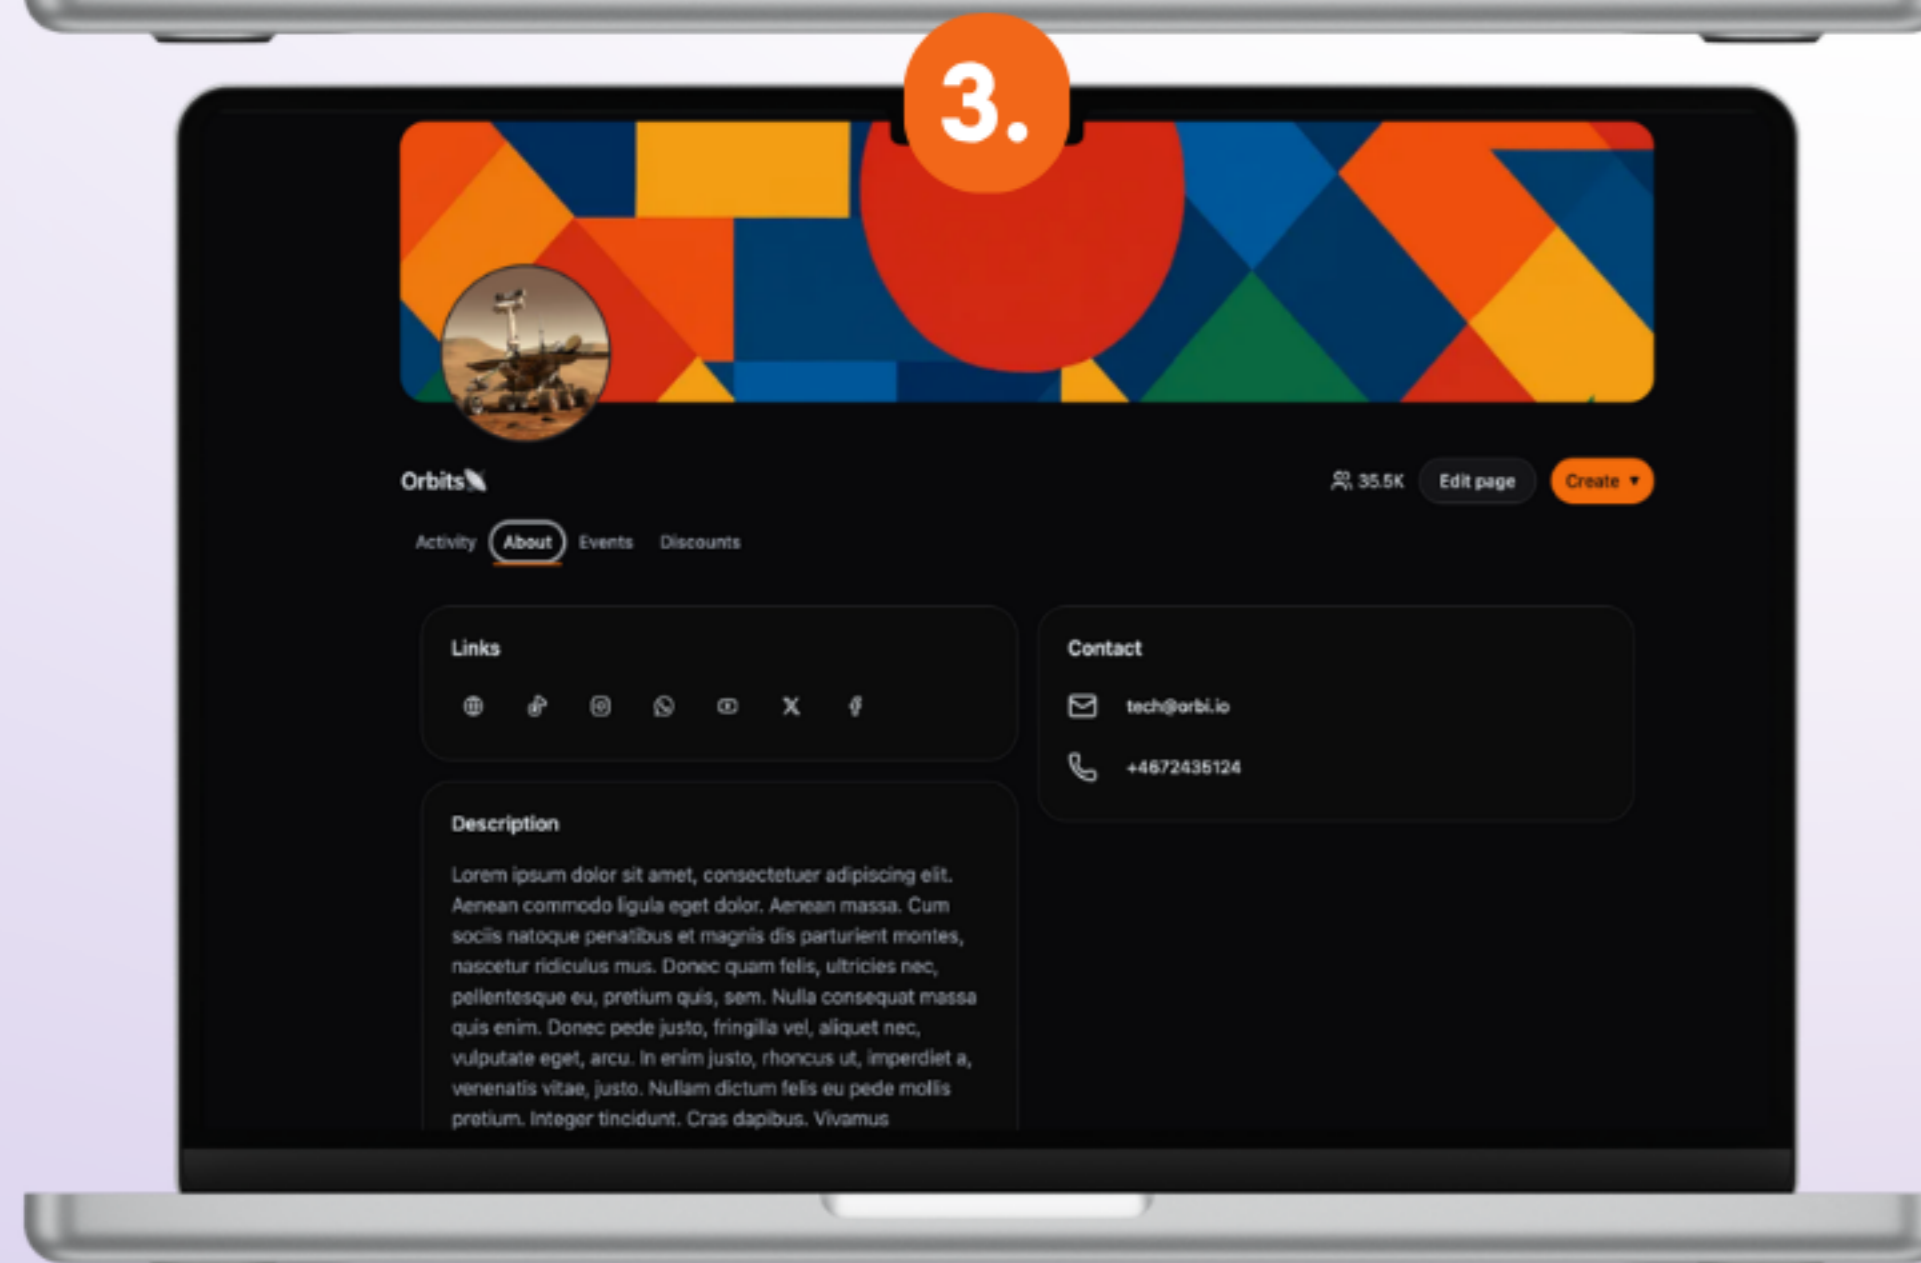 3.
Orbits
35.5K
Edit page
Create ▼
Activity
About
Events
Discounts
Links
Contact
tech@orbi.io
+4672435124
Description
Lorem ipsum dolor sit amet, consectetuer adipiscing elit.
Aenean commodo ligula eget dolor. Aenean massa. Cum
sociis natoque penatibus et magnis dis parturient montes,
nascetur ridiculus mus. Donec quam felis, ultricies nec,
pellentesque eu, pretium quis, sem. Nulla consequat massa
quis enim. Donec pede justo, fringilla vel, aliquet nec,
vulputate eget, arcu. In enim justo, rhoncus ut, imperdiet a,
venenatis vitae, justo. Nullam dictum felis eu pede mollis
pretium. Integer tincidunt. Cras dapibus. Vivamus